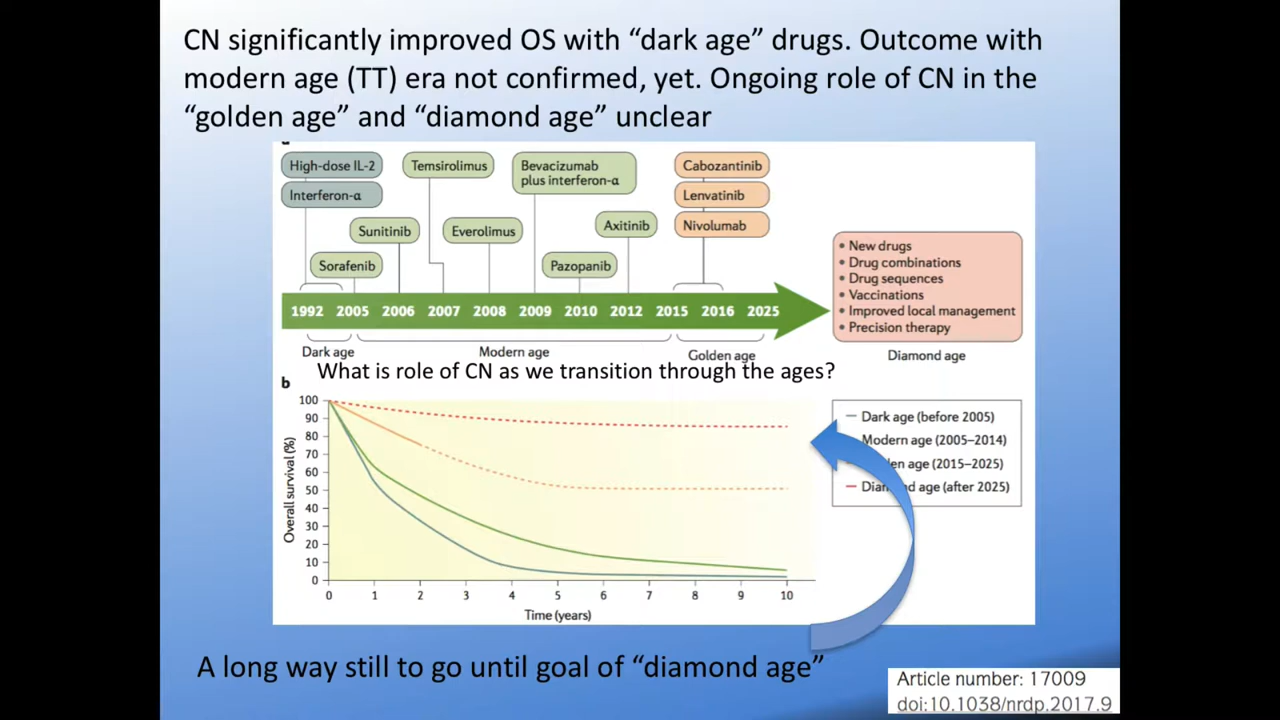 CN significantly improved OS with “dark age” drugs. Outcome with
modern age (TT) era not confirmed, yet. Ongoing role of CN in the
“golden age” and “diamond age” unclear
High-dose IL-2
Interferon-α
Temsirolimus
Bevacizumab
plus interferon-α
Cabozantinib
Lenvatinib
Nivolumab
Sunitinib
Everolimus
Axitinib
Sorafenib
Pazopanib
• New drugs
• Drug combinations
• Drug sequences
• Vaccinations
• Improved local management
• Precision therapy
1992 2005 2006 2007 2008 2009 2010 2012 2015 2016 2025
Dark age
Modern age
Golden age
Diamond age
What is role of CN as we transition through the ages?
b
Overall survival (%)
100
90
80
70
60
50
40
30
20
10
0
0 1 2 3 4 5 6 7 8 9 10
Time (years)
Dark age (before 2005)
Modern age (2005–2014)
age (2015–2025)
age (after 2025)
A long way still to go until goal of “diamond age”
Article number: 17009
doi:10.1038/nrdp.2017.9